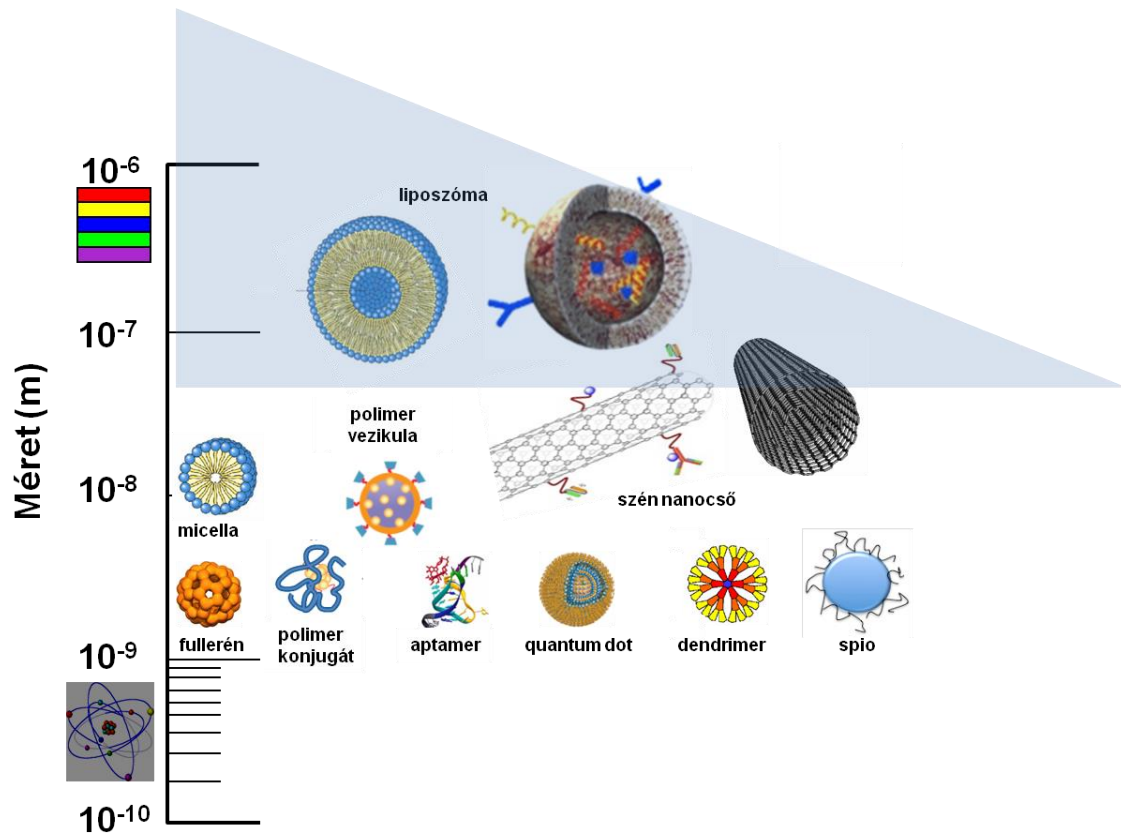 10-6
liposzóma
10-7
Méret (m)
polimer
vezikula
10-8
szén nanocső
micella
fullerén
polimer
konjugát
aptamer
quantum dot
dendrimer
spio
10-9
10-10